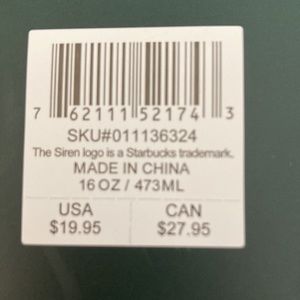 7 62111 52174 3
SKU#011136324
The Siren logo is a Starbucks trademark.
MADE IN CHINA
16 OZ / 473ML
USA CAN
$19.95 $27.95